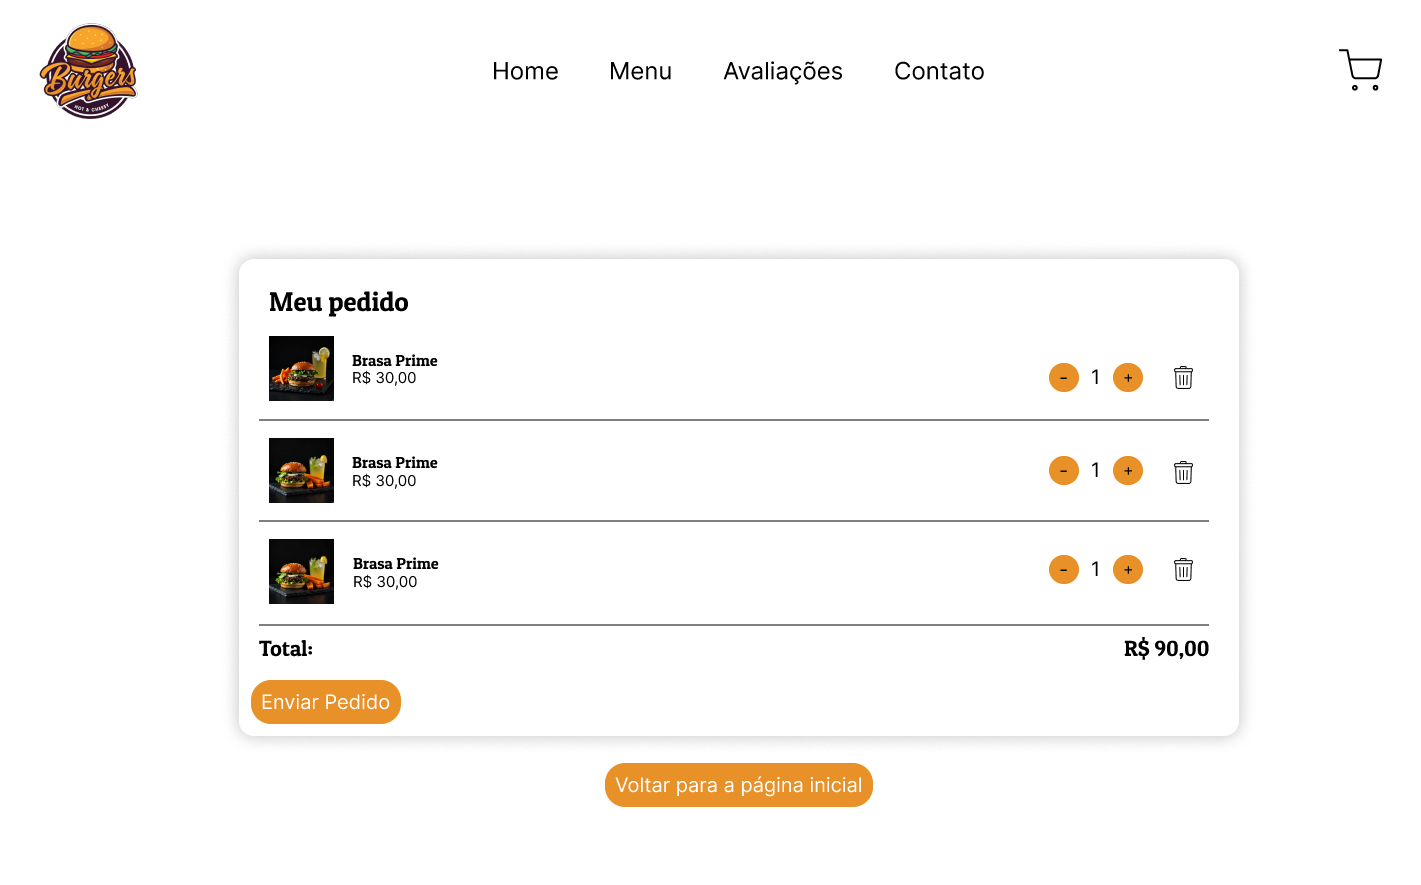 Burgers
HOT & CHEESY
Home Menu Avaliações Contato
Meu pedido
Brasa Prime
R$ 30,00
- 1 +
Brasa Prime
R$ 30,00
- 1 +
Brasa Prime
R$ 30,00
- 1 +
Total: R$ 90,00
Enviar Pedido
Voltar para a página inicial